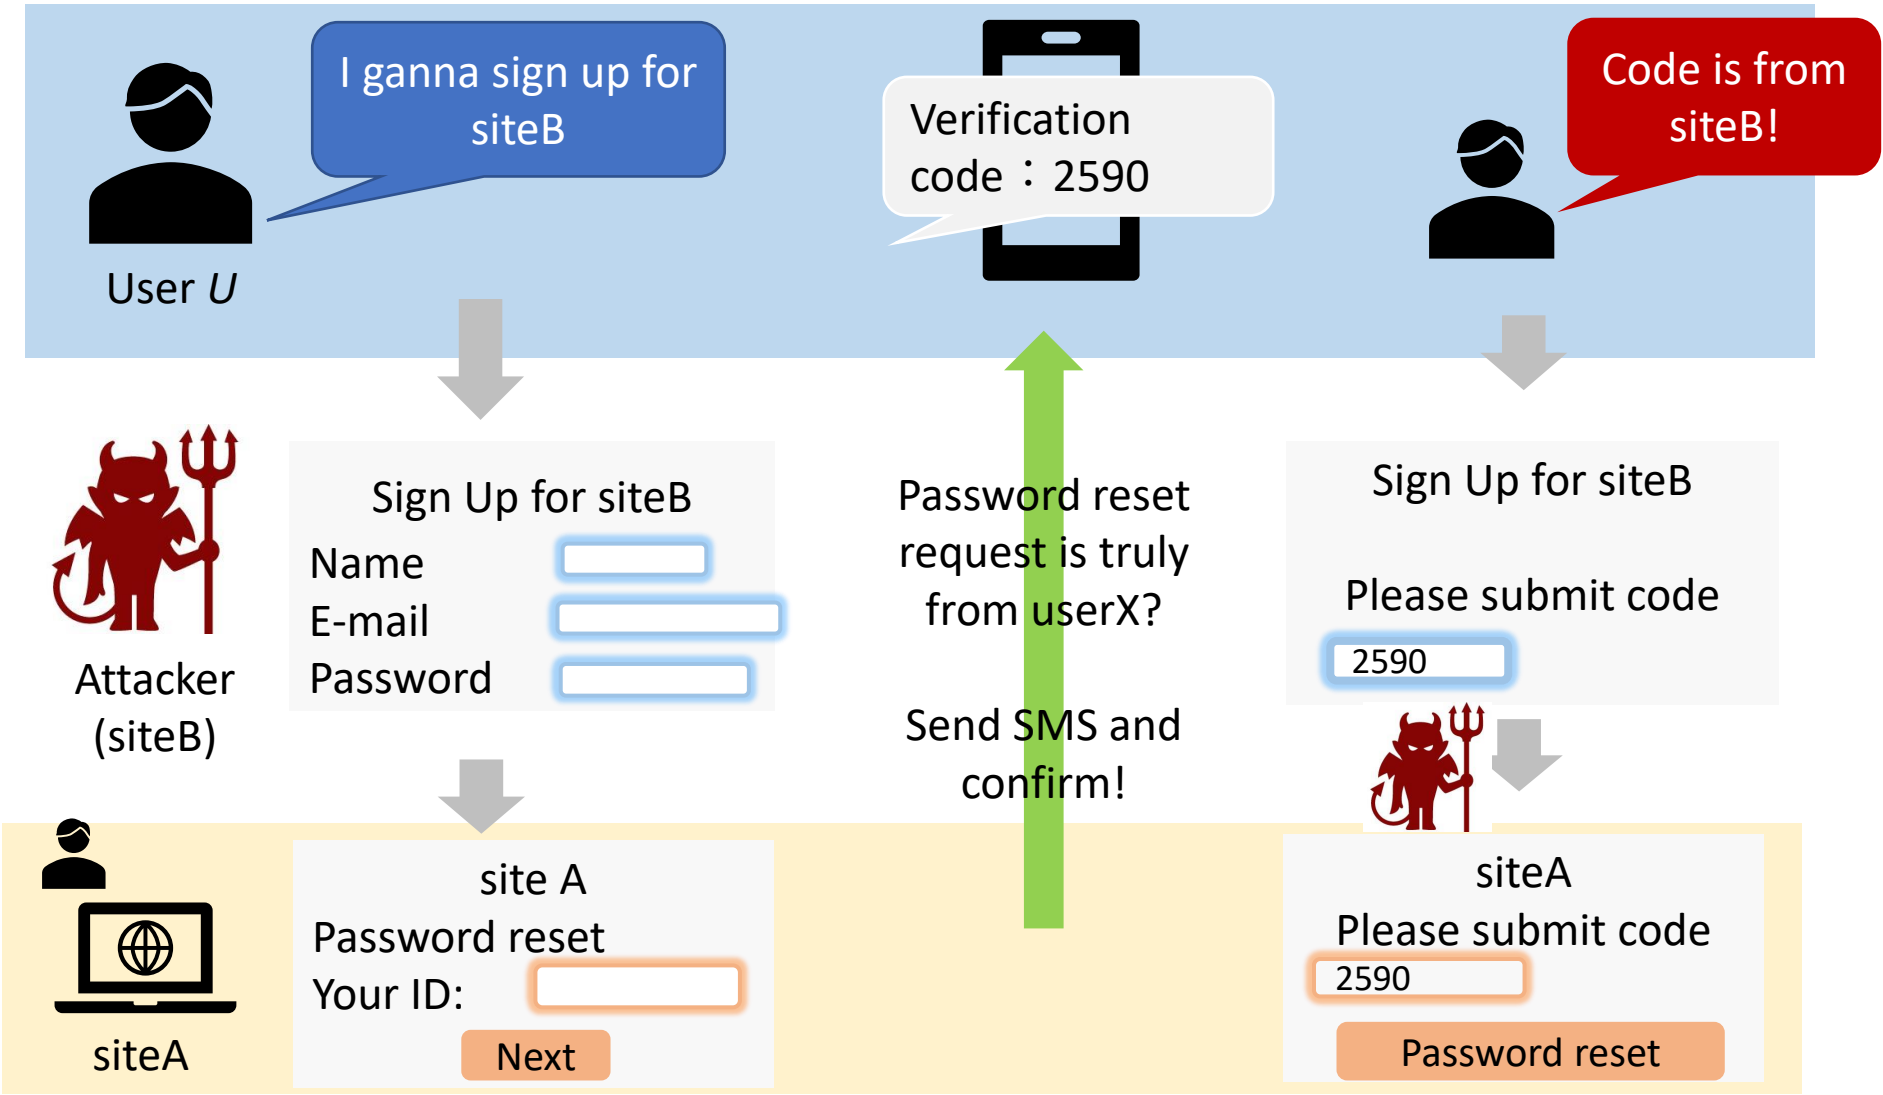 I ganna sign up for
siteB
User U
Verification
code：2590
Code is from
siteB!
Attacker
(siteB)
Sign Up for siteB
Name
E-mail
Password
Password reset
request is truly
from userX?
Send SMS and
confirm!
Sign Up for siteB
Please submit code
2590
siteA
site A
Password reset
Your ID:
Next
siteA
Please submit code
2590
Password reset